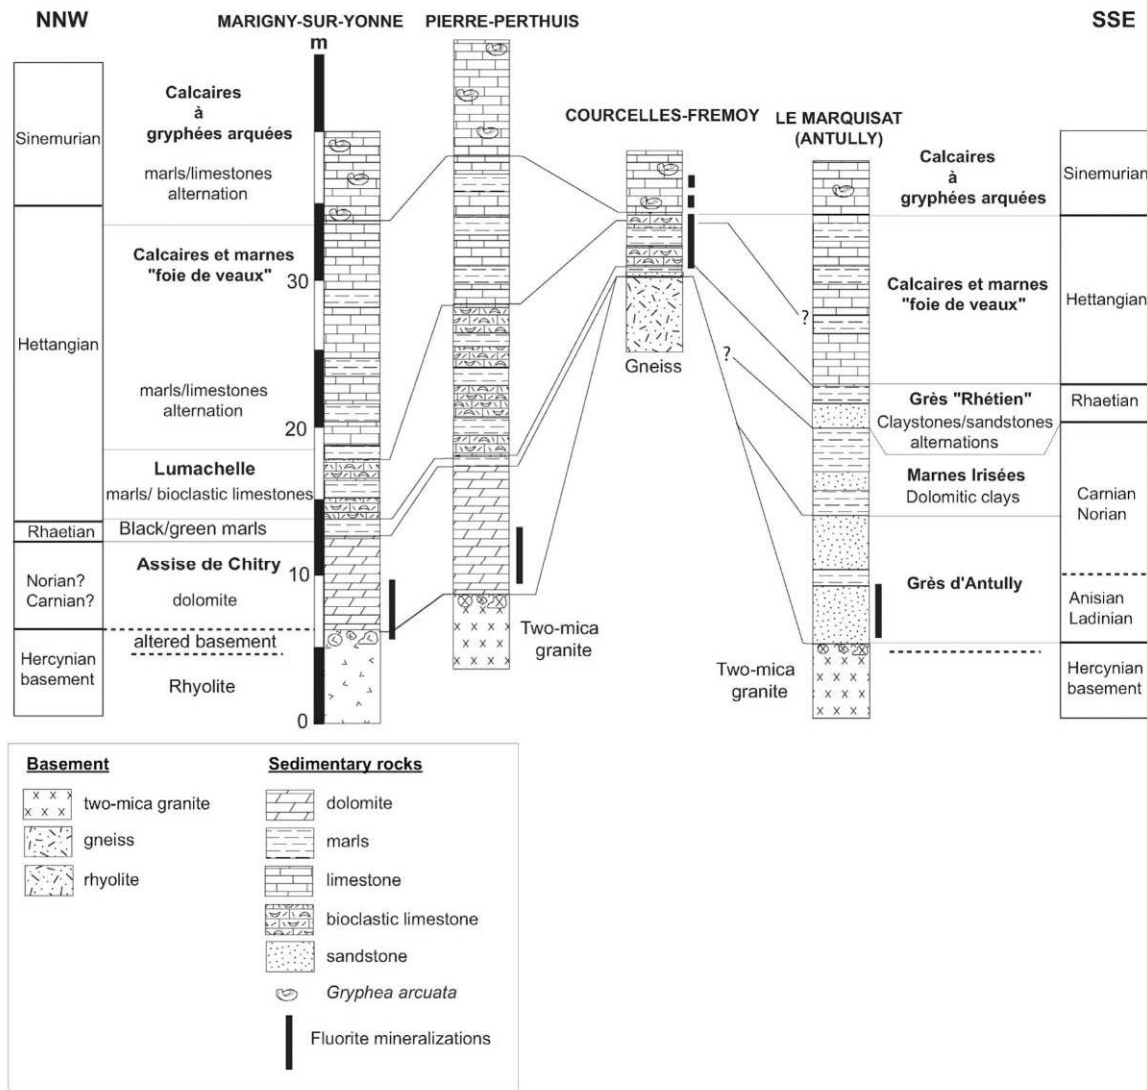 NNW
MARIGNY-SUR-YONNE
PIERRE-PERTHUIS
SSE
m
COURCELLES-FREMOY
LE MARQUISAT
(ANTULLY)
Sinemurian
Calcaires
à
gryphées arquées
marls/limestones
alternation
Calcaires
à
gryphées arquées
Sinemurian
Hettangian
Calcaires et marnes
"foie de veaux"
marls/limestones
alternation
30
20
Gneiss
?
?
Calcaires et marnes
"foie de veaux"
Hettangian
Lumachelle
marls/ bioclastic limestones
Grès "Rhétien"
Claystones/sandstones
alternations
Rhaetian
Rhaetian
Black/green marls
Marnes Irisées
Dolomitic clays
Carnian
Norian
Norian?
Carnian?
Assise de Chitry
dolomite
10
Grès d'Antully
Anisian
Ladinian
altered basement
Hercynian
basement
Rhyolite
0
Two-mica
granite
Two-mica
granite
Hercynian
basement
Basement
two-mica granite
gneiss
rhyolite
Sedimentary rocks
dolomite
marls
limestone
bioclastic limestone
sandstone
Gryphea arcuata
Fluorite mineralizations